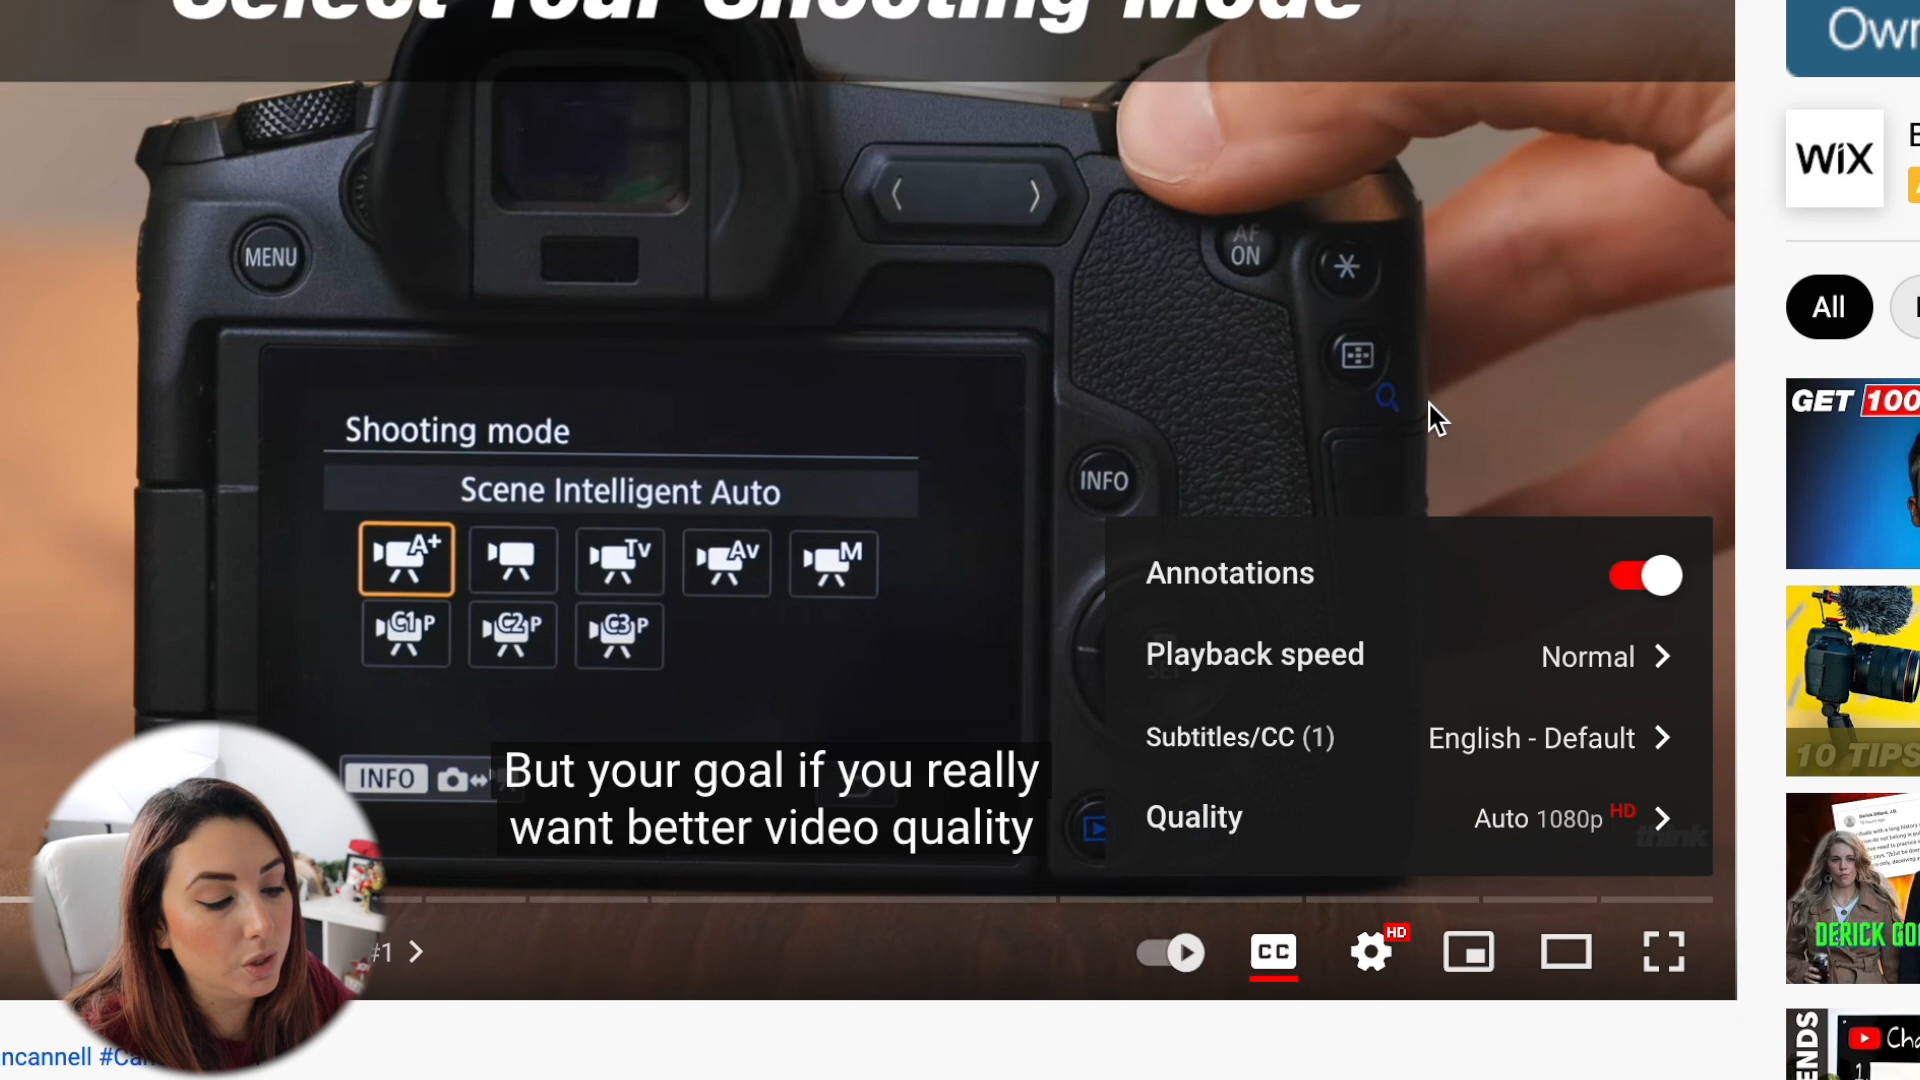 Select Your Shooting Mode
Own
WiX
MENU
AF
ON
All
GET 100
Shooting mode
Scene Intelligent Auto
INFO
A+
Tv
Av
M
C1 P
C2 P
C3 P
Annotations
Playback speed
Normal
Subtitles/CC (1)
English - Default
Quality
Auto 1080p HD
think
INFO
But your goal if you really
want better video quality
10 TIPS
DERICK GO
#1
CC
HD
ncannell #Ca
ENDS
Cha